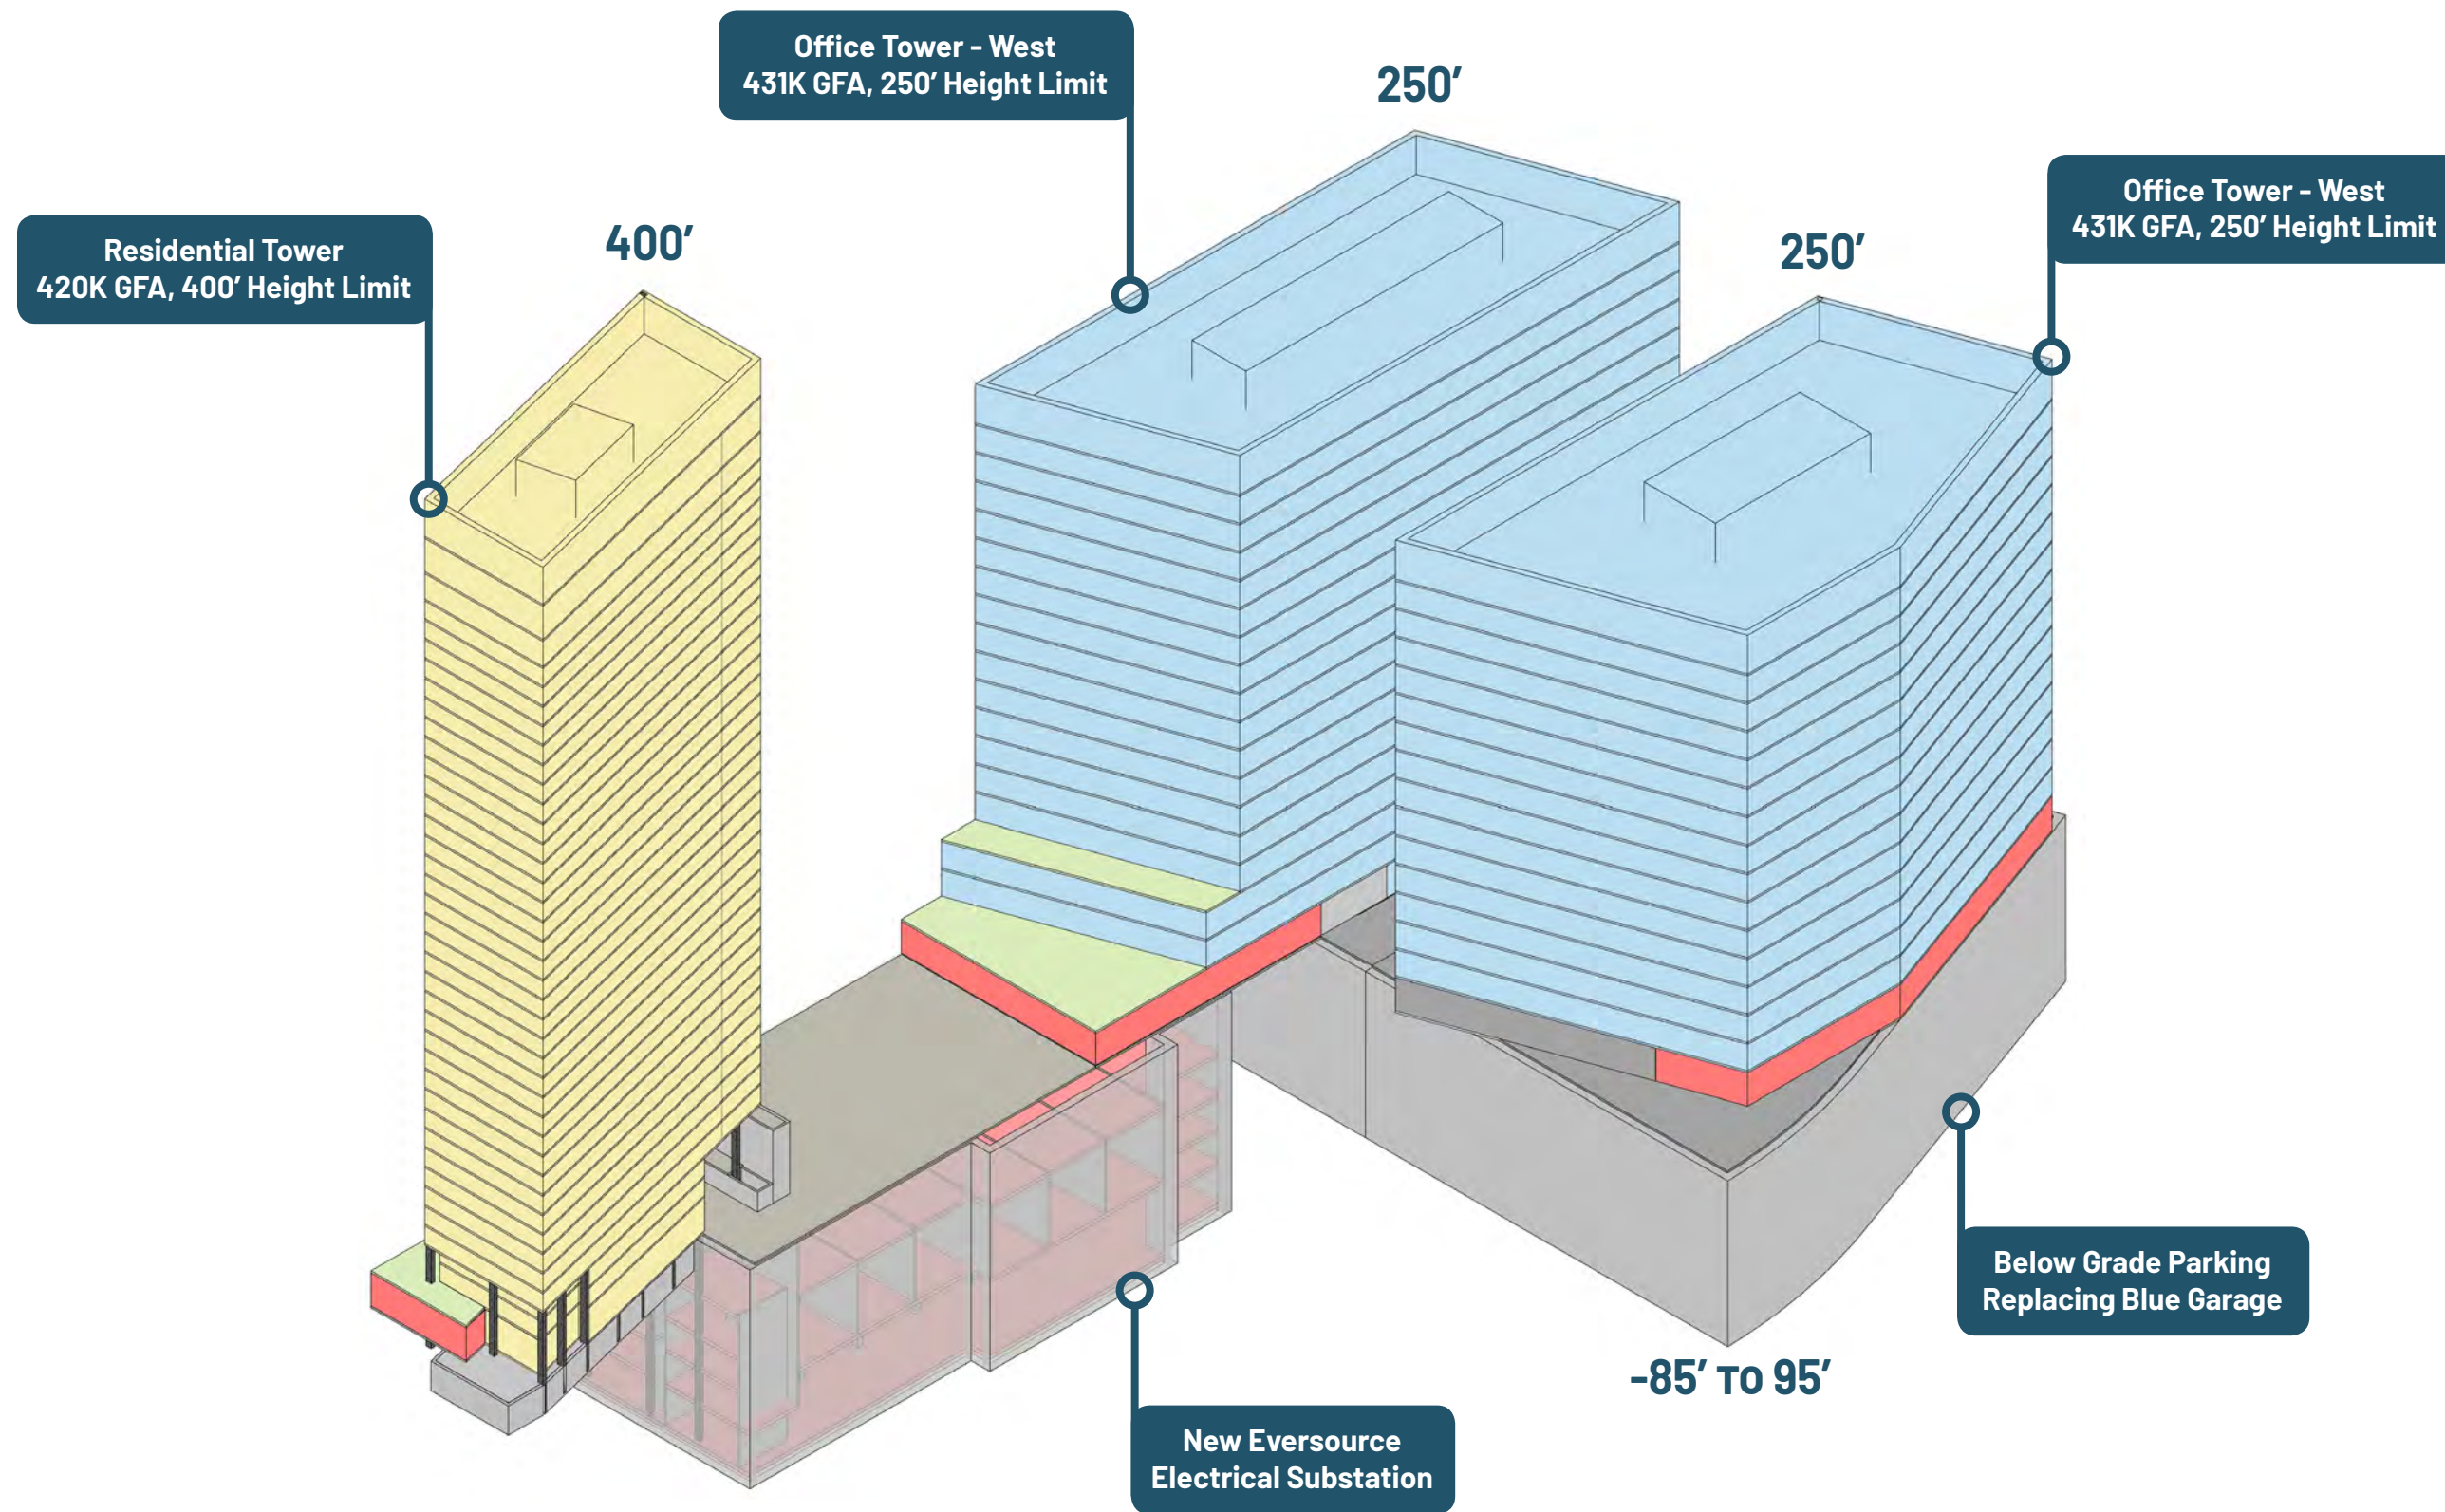 Office Tower - West
431K GFA, 250’ Height Limit
250’
Office Tower - West
431K GFA, 250’ Height Limit
Residential Tower
420K GFA, 400’ Height Limit
400’
250’
Below Grade Parking
Replacing Blue Garage
-85’ TO 95’
New Eversource
Electrical Substation